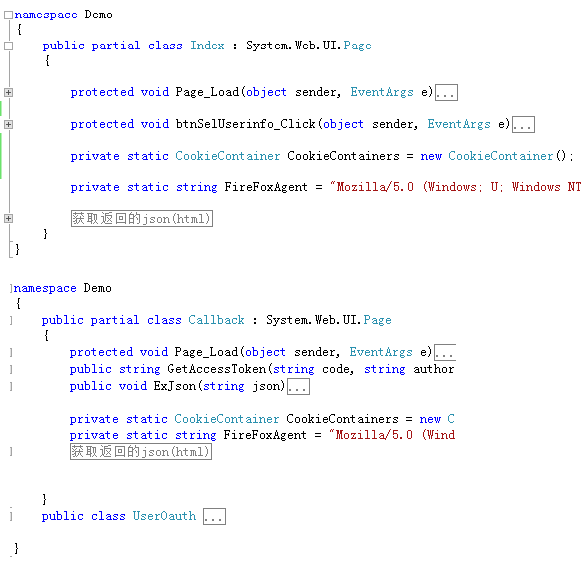 namespace Demo
{
public partial class Index : System.Web.UI.Page
{
protected void Page_Load(object sender, EventArgs e)...
protected void btnSelUserinfo_Click(object sender, EventArgs e)...
private static CookieContainer CookieContainers = new CookieContainer();
private static string FireFoxAgent = "Mozilla/5.0 (Windows; U; Windows NT
获取返回的json(html)
}
}
namespace Demo
{
public partial class Callback : System.Web.UI.Page
{
protected void Page_Load(object sender, EventArgs e)...
public string GetAccessToken(string code, string author
public void ExJson(string json)...
private static CookieContainer CookieContainers = new C
private static string FireFoxAgent = "Mozilla/5.0 (Wind
获取返回的json(html)
}
public class UserOauth ...
}